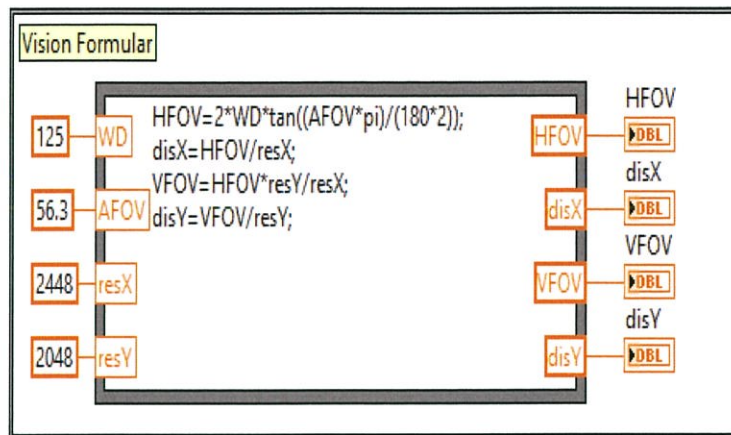 Vision Formular
125 WD
56.3 AFOV
2448 resX
2048 resY
HFOV=2*WD*tan((AFOV*pi)/(180*2));
disX=HFOV/resX;
VFOV=HFOV*resY/resX;
disY=VFOV/resY;
HFOV
HFOV DBL
disX
disX DBL
VFOV
VFOV DBL
disY
disY DBL